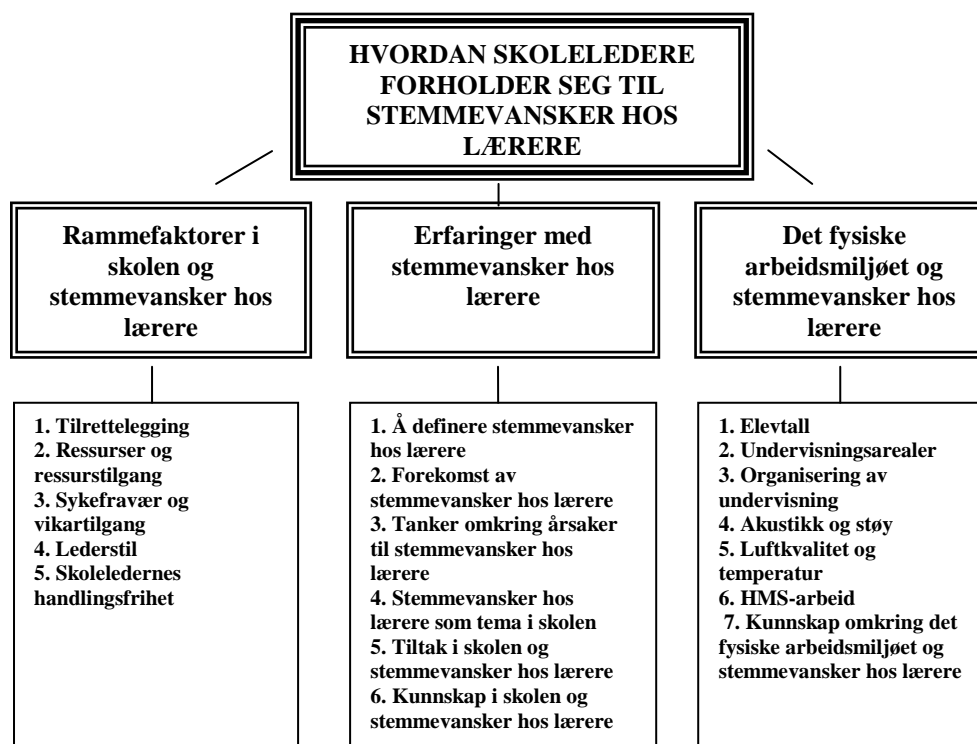 HVORDAN SKOLELEDERE
FORHOLDER SEG TIL
STEMMEVANSKER HOS
LÆRERE
Rammefaktorer i
skolen og
stemmevansker hos
lærere
Erfaringer med
stemmevansker hos
lærere
Det fysiske
arbeidsmiljøet og
stemmevansker hos
lærere
1. Tilrettelegging
2. Ressurser og
ressurstilgang
3. Sykefravær og
vikartilgang
4. Lederstil
5. Skoleledernes
handlingsfrihet
1. Å definere stemmevansker
hos lærere
2. Forekomst av
stemmevansker hos lærere
3. Tanker omkring årsaker
til stemmevansker hos
lærere
4. Stemmevansker hos
lærere som tema i skolen
5. Tiltak i skolen og
stemmevansker hos lærere
6. Kunnskap i skolen og
stemmevansker hos lærere
1. Elevtall
2. Undervisningsarealer
3. Organisering av
undervisning
4. Akustikk og støy
5. Luftkvalitet og
temperatur
6. HMS-arbeid
7. Kunnskap omkring det
fysiske arbeidsmiljøet og
stemmevansker hos lærere